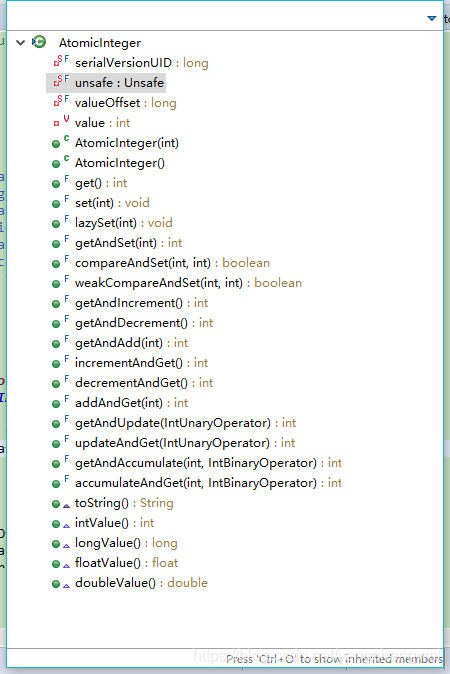 AtomicInteger
serialVersionUID : long
unsafe : Unsafe
valueOffset : long
value : int
AtomicInteger(int)
AtomicInteger()
get() : int
set(int) : void
lazySet(int) : void
getAndSet(int) : int
compareAndSet(int, int) : boolean
weakCompareAndSet(int, int) : boolean
getAndIncrement() : int
getAndDecrement() : int
getAndAdd(int) : int
incrementAndGet() : int
decrementAndGet() : int
addAndGet(int) : int
getAndUpdate(IntUnaryOperator) : int
updateAndGet(IntUnaryOperator) : int
getAndAccumulate(int, IntBinaryOperator) : int
accumulateAndGet(int, IntBinaryOperator) : int
toString() : String
intValue() : int
longValue() : long
floatValue() : float
doubleValue() : double
Press 'Ctrl+O' to show inherited members